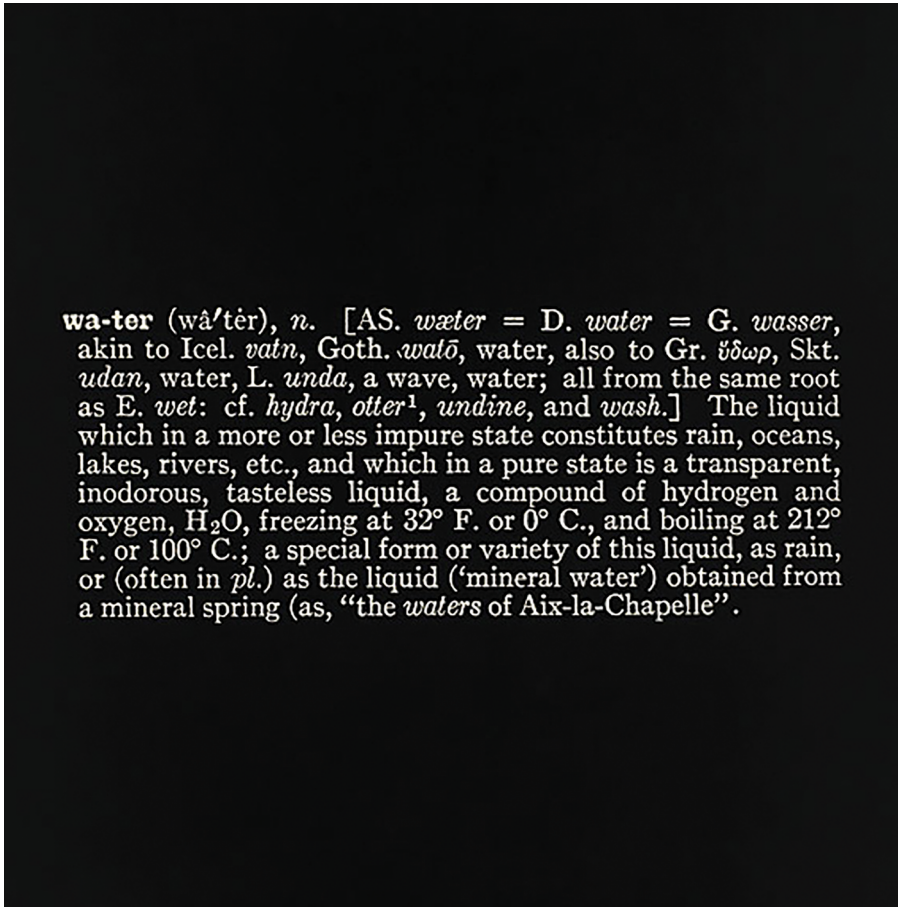 wa-ter (wâ′tėr), n. [AS. wæter = D. water = G. wasser,
akin to Icel. vatn, Goth. watō, water, also to Gr. ὕδωρ, Skt.
udan, water, L. unda, a wave, water; all from the same root
as E. wet: cf. hydra, otter¹, undine, and wash.] The liquid
which in a more or less impure state constitutes rain, oceans,
lakes, rivers, etc., and which in a pure state is a transparent,
inodorous, tasteless liquid, a compound of hydrogen and
oxygen, H₂O, freezing at 32° F. or 0° C., and boiling at 212°
F. or 100° C.; a special form or variety of this liquid, as rain,
or (often in pl.) as the liquid (‘mineral water’) obtained from
a mineral spring (as, “the waters of Aix-la-Chapelle”.